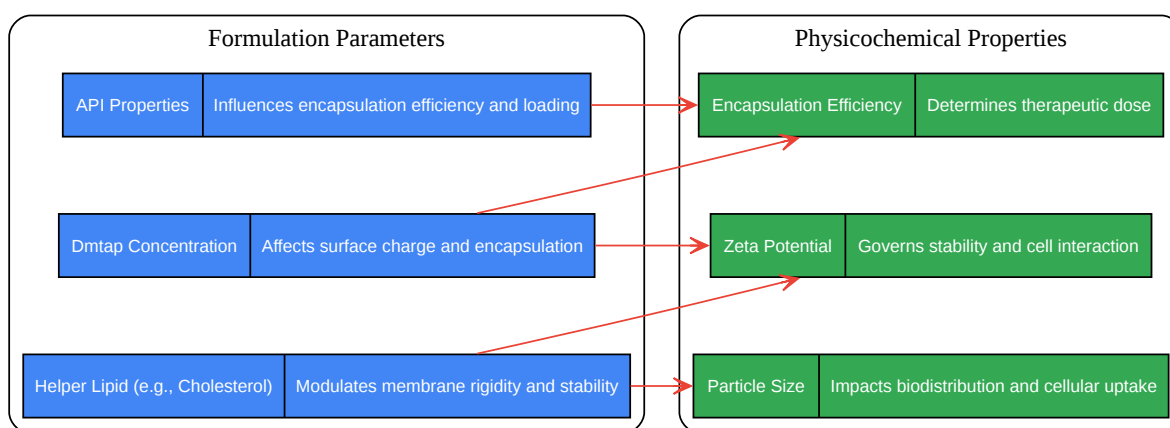 Formulation Parameters
Physicochemical Properties
API Properties
Influences encapsulation efficiency and loading
Encapsulation Efficiency
Determines therapeutic dose
Dmtap Concentration
Affects surface charge and encapsulation
Zeta Potential
Governs stability and cell interaction
Helper Lipid (e.g., Cholesterol)
Modulates membrane rigidity and stability
Particle Size
Impacts biodistribution and cellular uptake